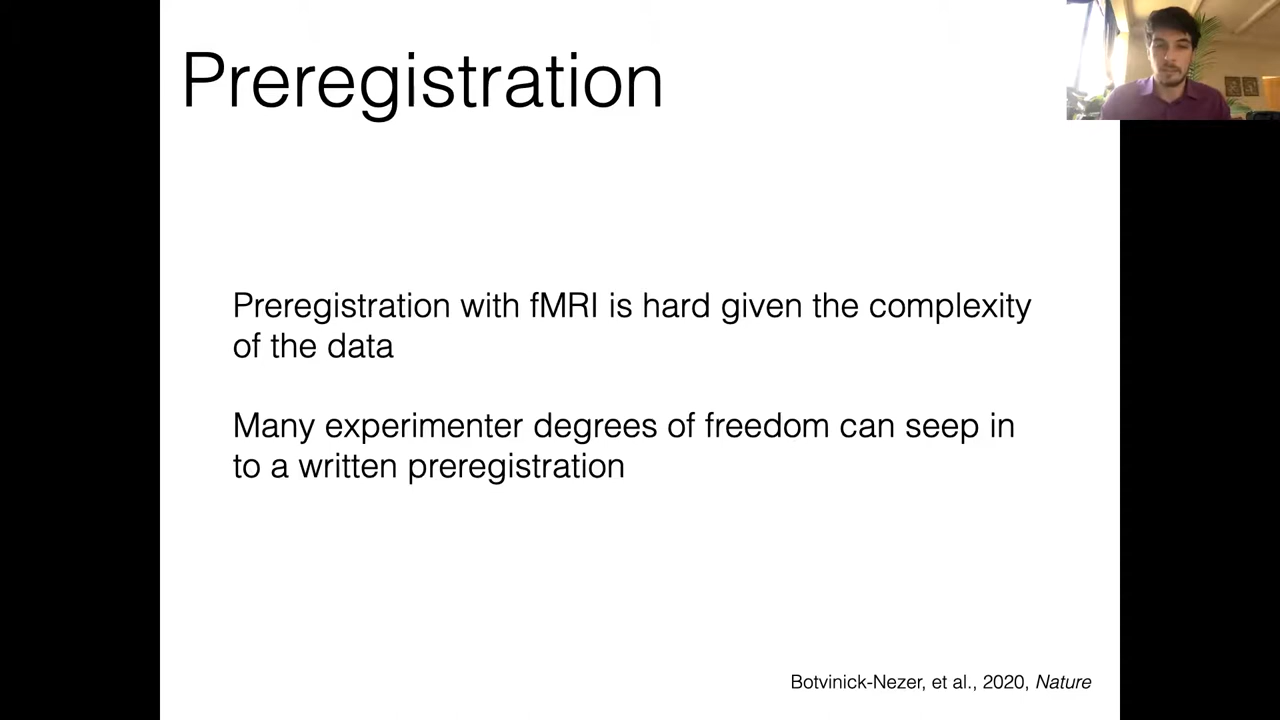 Preregistration
Preregistration with fMRI is hard given the complexity
of the data
Many experimenter degrees of freedom can seep in
to a written preregistration
Botvinick-Nezer, et al., 2020, Nature